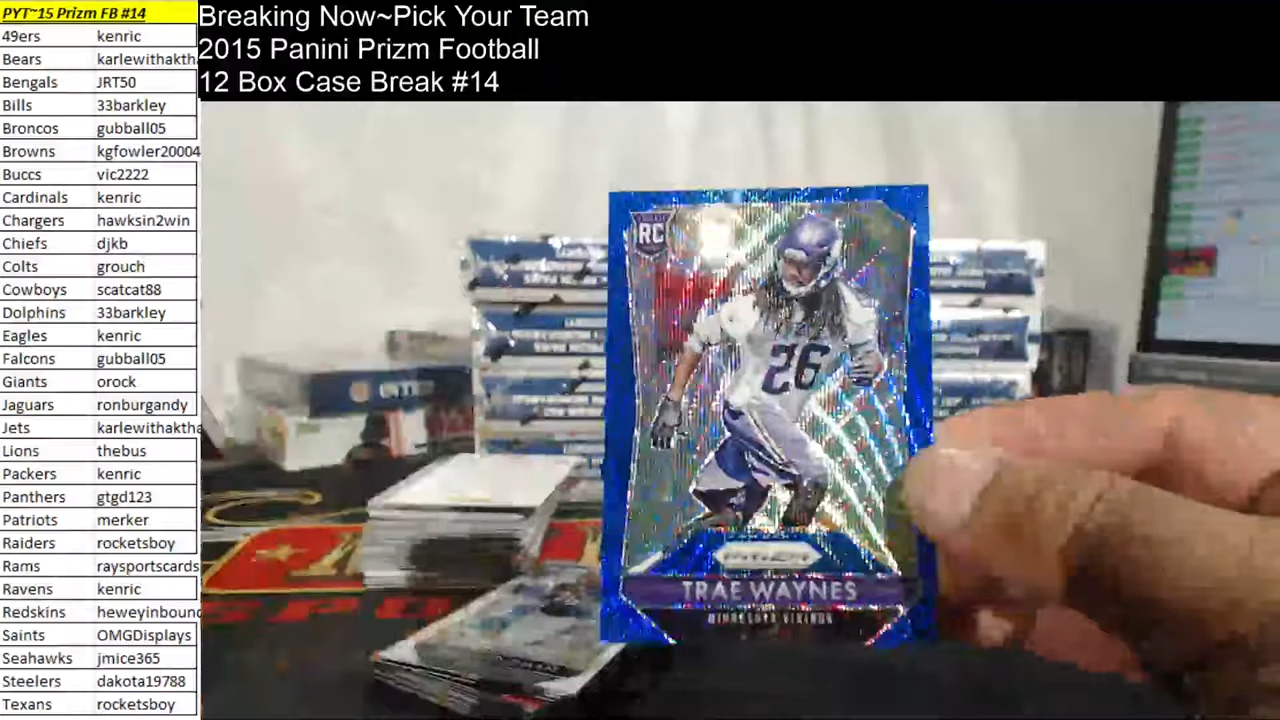 PYT~15 Prizm FB #14
49ers kenric
Bears karlewithakth
Bengals JRT50
Bills 33barkley
Broncos gubball05
Browns kgfowler20004
Buccs vic2222
Cardinals kenric
Chargers hawksin2win
Chiefs djkb
Colts grouch
Cowboys scatcat88
Dolphins 33barkley
Eagles kenric
Falcons gubball05
Giants orock
Jaguars ronburgandy
Jets karlewithaktha
Lions thebus
Packers kenric
Panthers gtgd123
Patriots merker
Raiders rocketsboy
Rams raysportscards
Ravens kenric
Redskins heweyinbound
Saints OMGDisplays
Seahawks jmice365
Steelers dakota19788
Texans rocketsboy
Breaking Now~Pick Your Team
2015 Panini Prizm Football
12 Box Case Break #14
RC
26
PRIZM
TRAE WAYNES
MINNESOTA VIKINGS